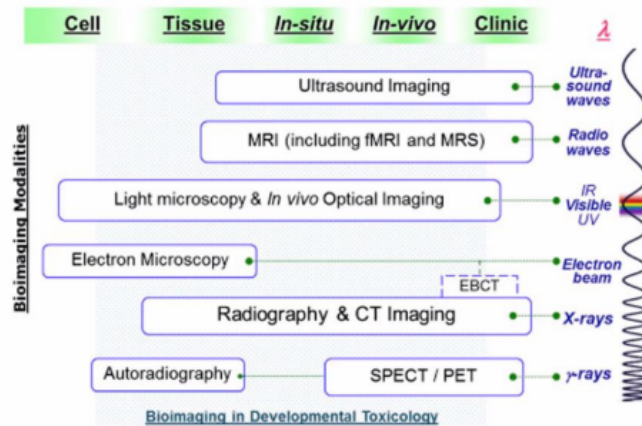 Cell Tissue In-situ In-vivo Clinic λ
Bioimaging Modalities
Ultrasound Imaging
Ultra-
sound
waves
MRI (including fMRI and MRS)
Radio
waves
Light microscopy & In vivo Optical Imaging
IR
Visible
UV
Electron Microscopy
Electron
beam
EBCT
Radiography & CT Imaging
X-rays
Autoradiography
SPECT / PET
γ-rays
Bioimaging in Developmental Toxicology